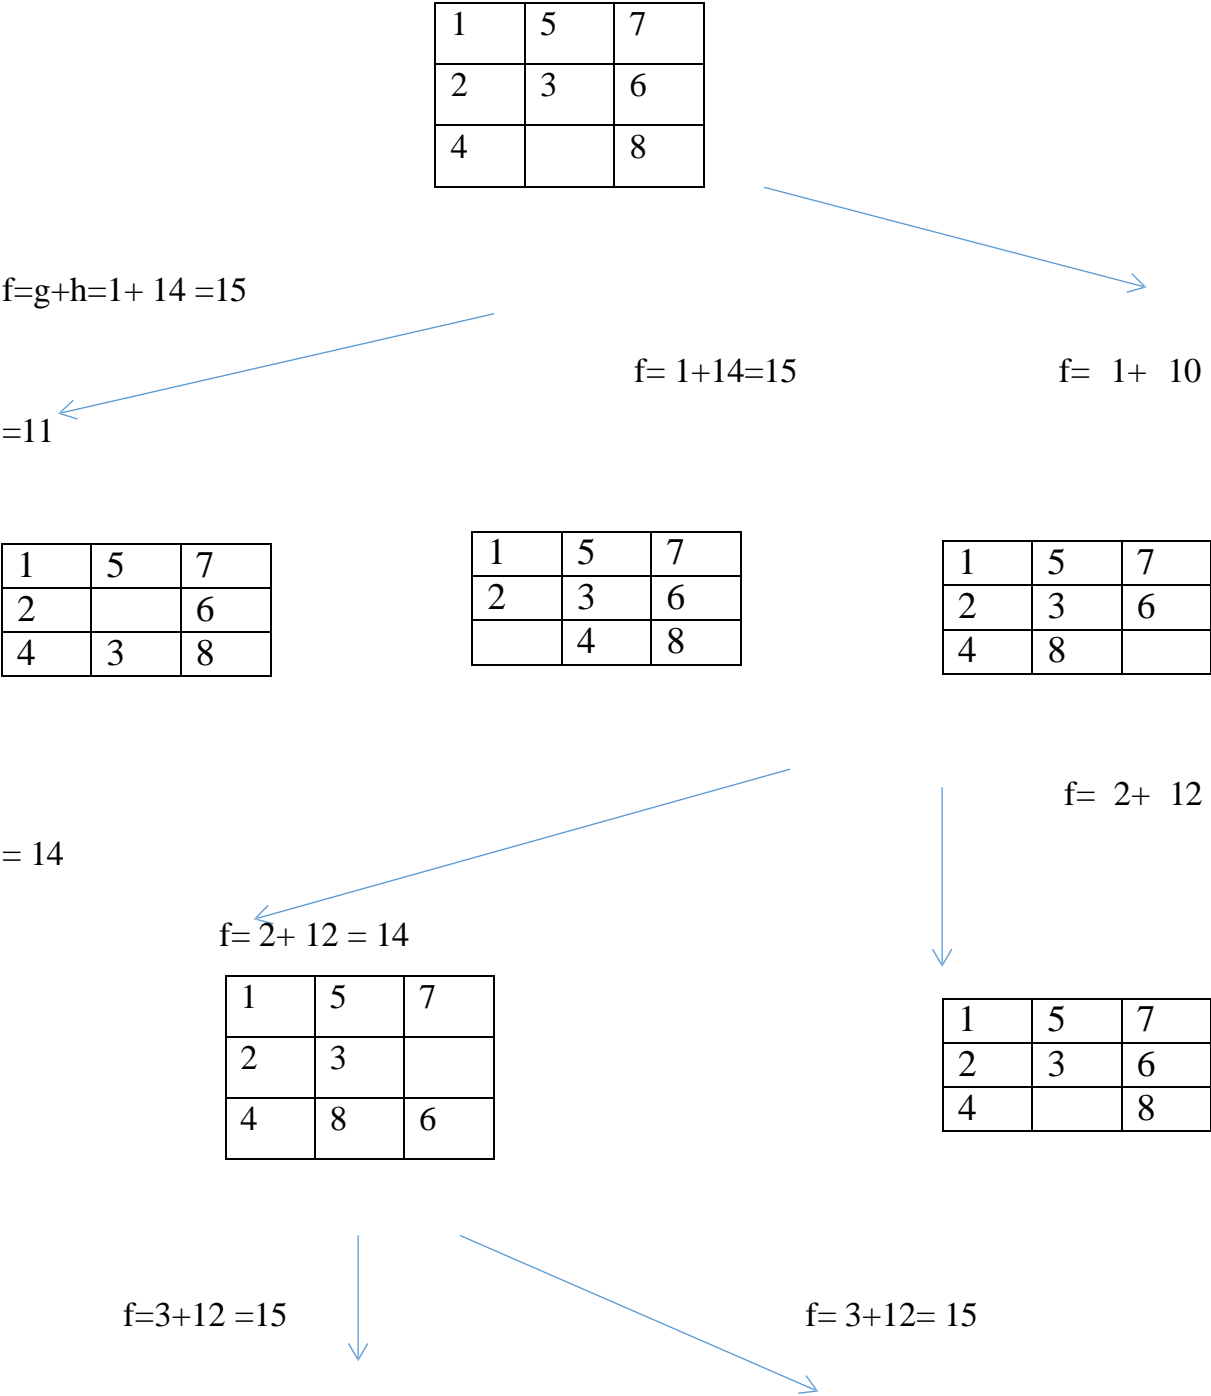 1 5 7
2 3 6
4 8
f=g+h=1+ 14 =15
f= 1+14=15 f= 1+ 10
=11
1 5 7 1 5 7 1 5 7
2 6 2 3 6 2 3 6
4 3 8 4 8 4 8
f= 2+ 12
= 14
f= 2+ 12 = 14
1 5 7 1 5 7
2 3 2 3 6
4 8 6 4 8
f=3+12 =15 f= 3+12= 15